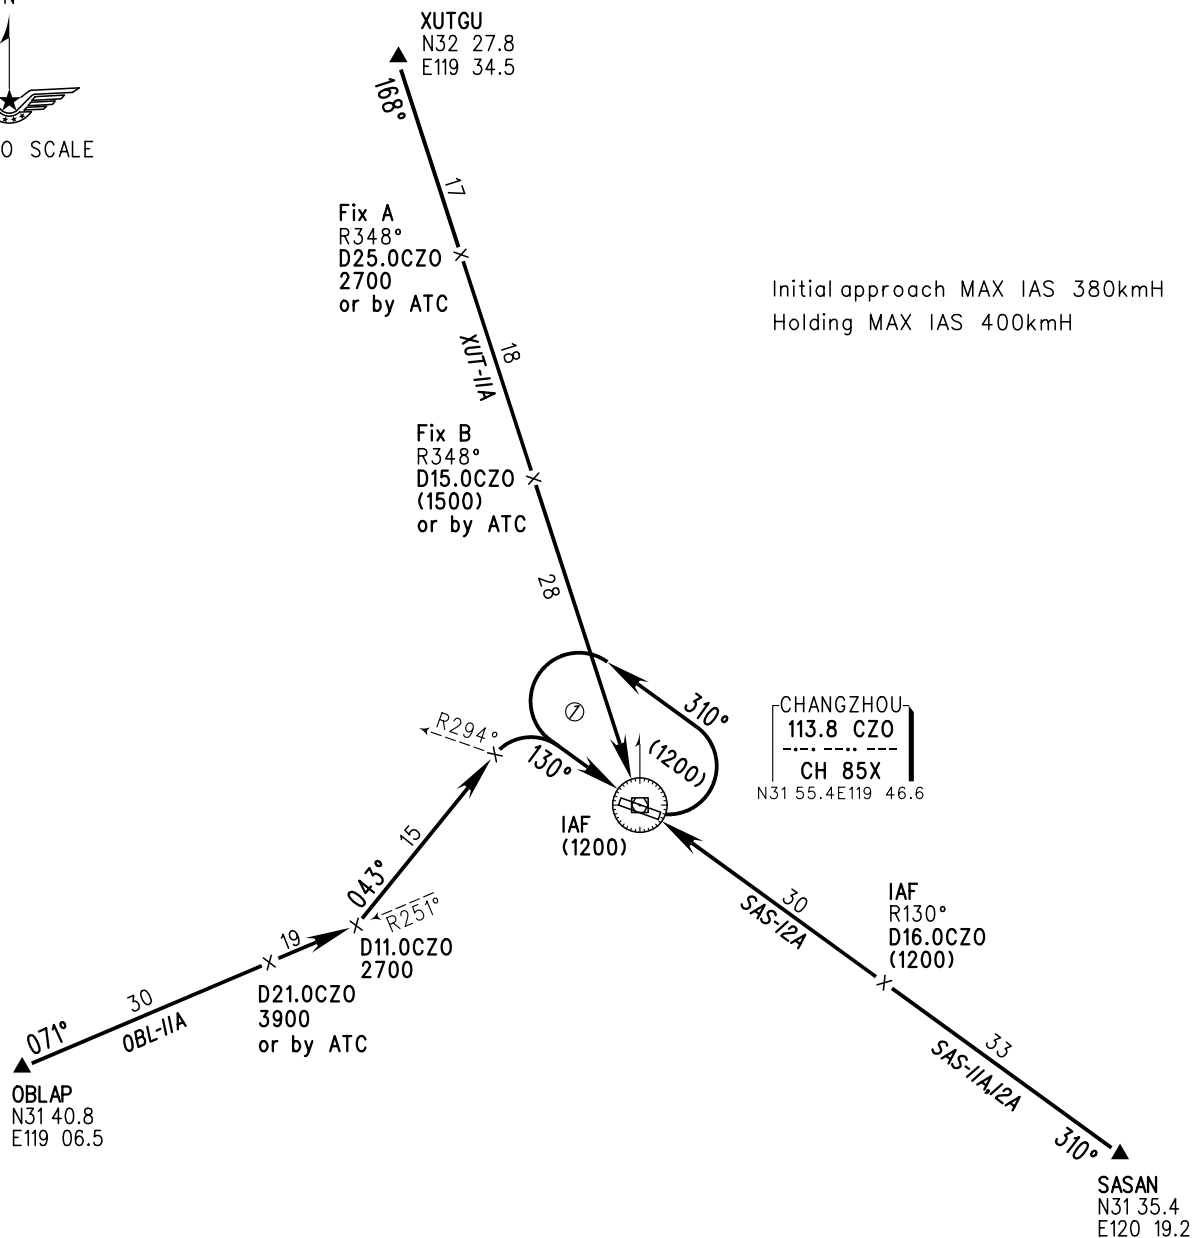 N
O SCALE
XUTGU
N32 27.8
E119 34.5
168°
17
Fix A
R348°
D25.0CZO
2700
or by ATC
Initial approach MAX IAS 380kmH
Holding MAX IAS 400kmH
18
XUT-11A
Fix B
R348°
D15.0CZO
(1500)
or by ATC
28
310°
1
R294°
130°
(1200)
CHANGZHOU
113.8 CZO
CH 85X
N31 55.4E119 46.6
IAF
(1200)
15
043°
R251°
D11.0CZO
2700
19
D21.0CZO
3900
or by ATC
30
OBL-11A
071°
OBLAP
N31 40.8
E119 06.5
30
SAS-12A
IAF
R130°
D16.0CZO
(1200)
33
SAS-11A,12A
310°
SASAN
N31 35.4
E120 19.2